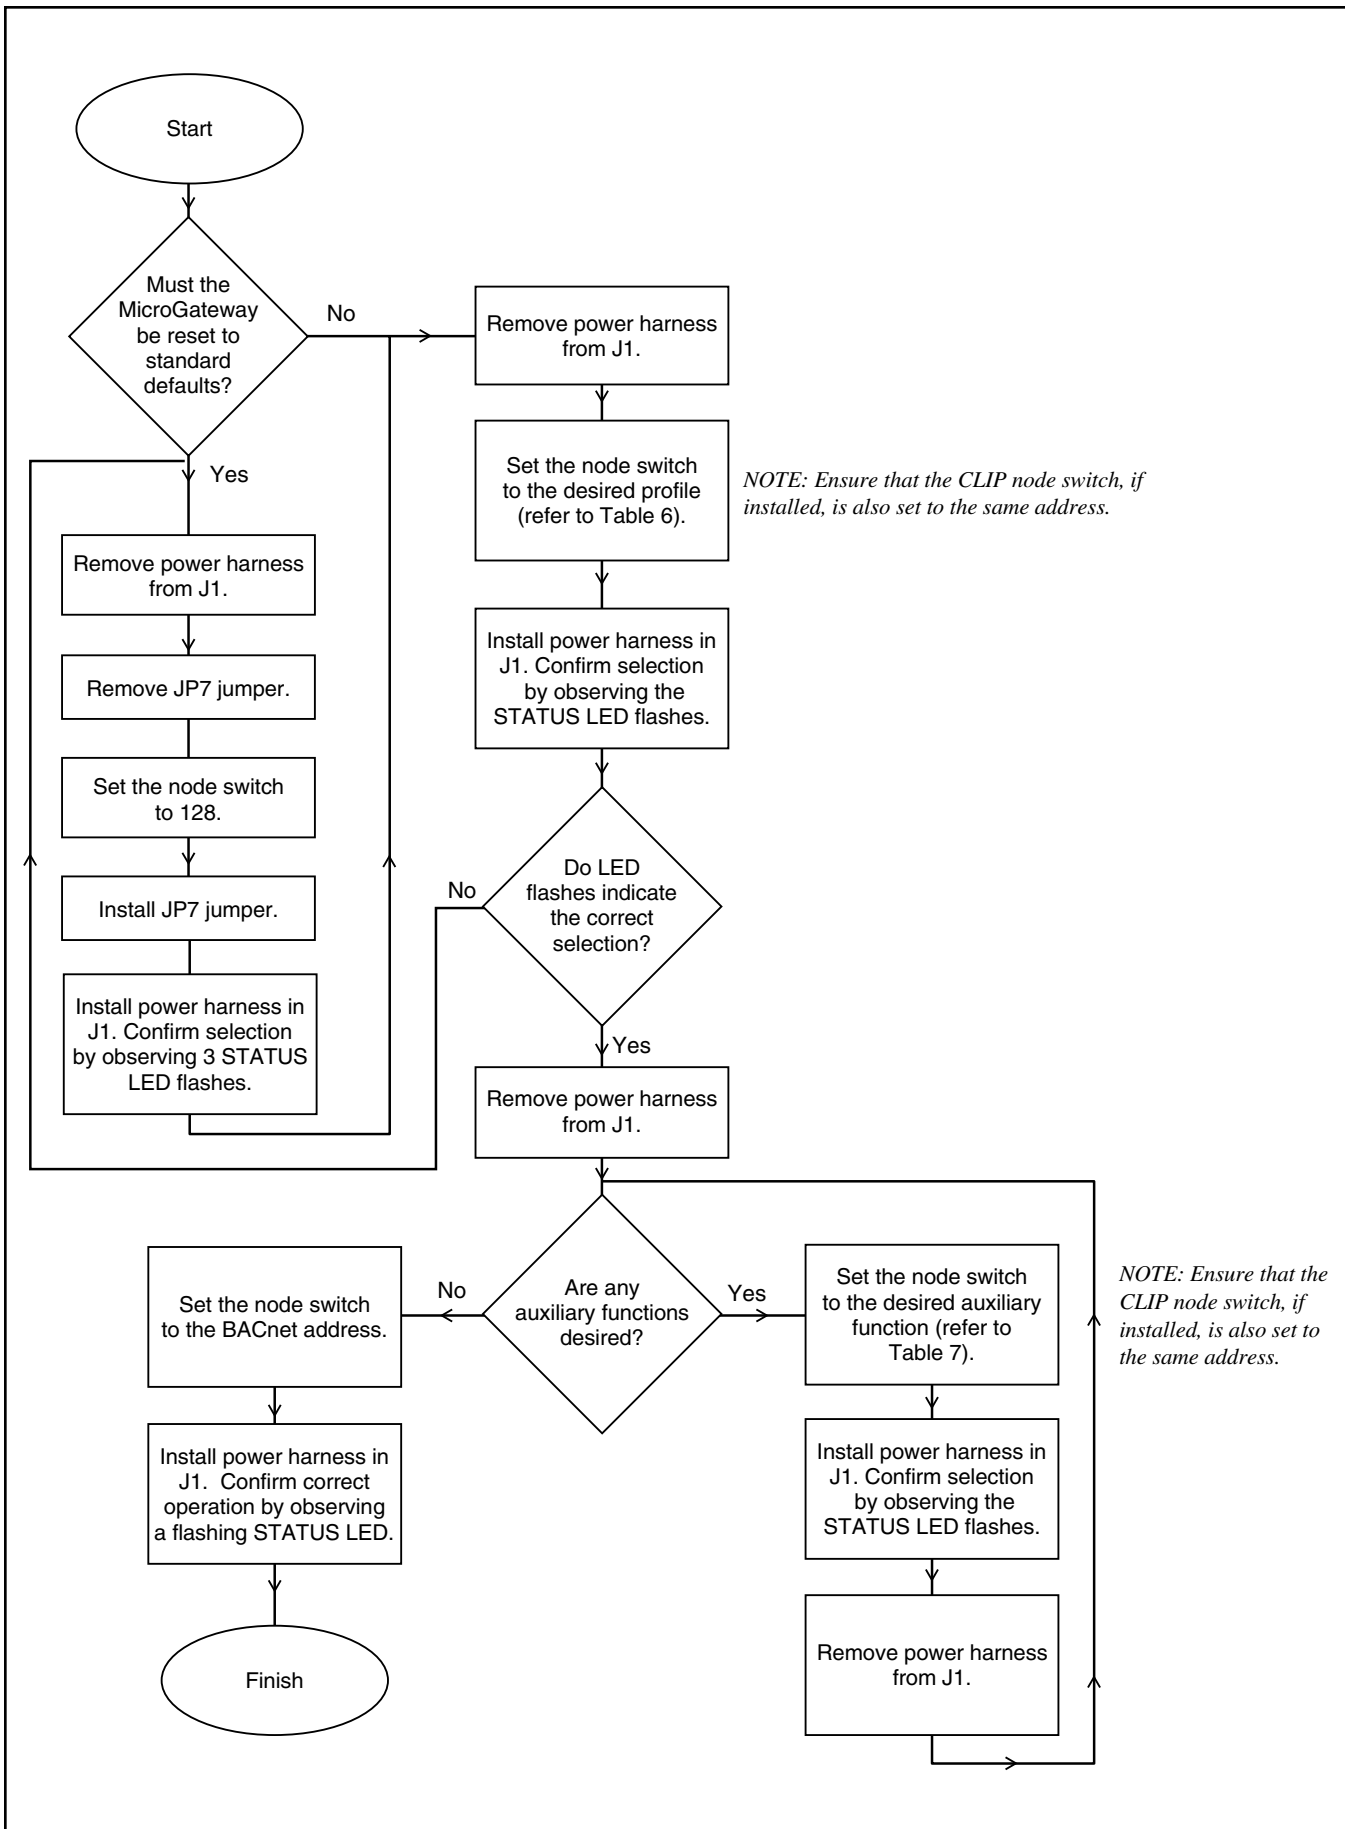 Start
Must the
MicroGateway
be reset to
standard
defaults?
No
Yes
Remove power harness
from J1.
Remove JP7 jumper.
Set the node switch
to 128.
Install JP7 jumper.
Install power harness in
J1. Confirm selection
by observing 3 STATUS
LED flashes.
Remove power harness
from J1.
Set the node switch
to the desired profile
(refer to Table 6).
NOTE: Ensure that the CLIP node switch, if
installed, is also set to the same address.
Install power harness in
J1. Confirm selection
by observing the
STATUS LED flashes.
Do LED
flashes indicate
the correct
selection?
No
Yes
Remove power harness
from J1.
Are any
auxiliary functions
desired?
No
Yes
Set the node switch
to the BACnet address.
Install power harness in
J1.  Confirm correct
operation by observing
a flashing STATUS LED.
Finish
Set the node switch
to the desired auxiliary
function (refer to
Table 7).
NOTE: Ensure that the
CLIP node switch, if
installed, is also set to
the same address.
Install power harness in
J1. Confirm selection
by observing the
STATUS LED flashes.
Remove power harness
from J1.